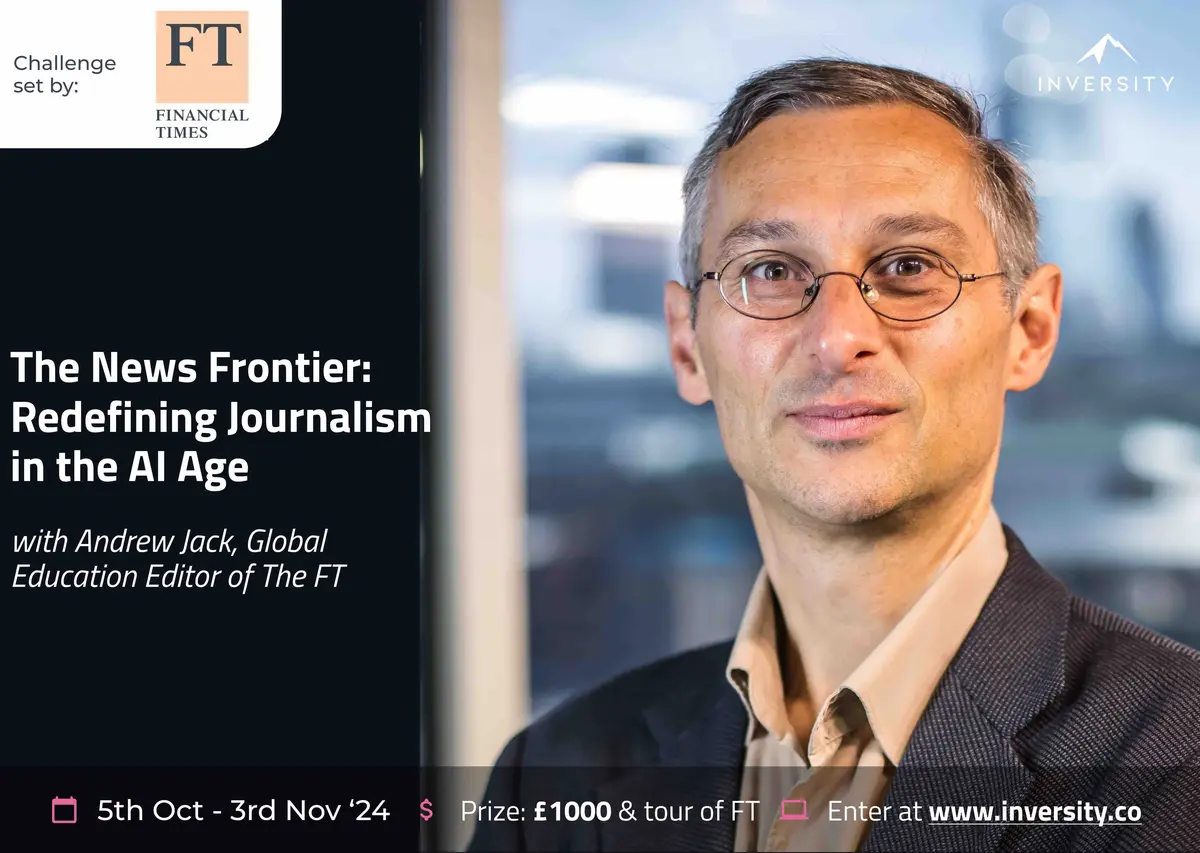 Challenge
set by:
FT
FINANCIAL
TIMES
INVERSITY
The News Frontier:
Redefining Journalism
in the AI Age
with Andrew Jack, Global
Education Editor of The FT
5th Oct - 3rd Nov ‘24
$
Prize: £1000 & tour of FT
Enter at www.inversity.co